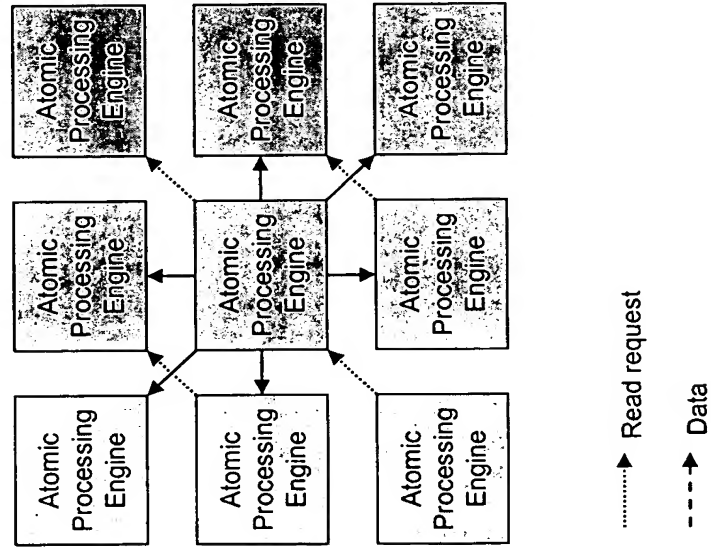 Atomic
Processing
Engine
Atomic
Processing
Engine
Atomic
Processing
Engine
Atomic
Processing
Engine
Atomic
Processing
Engine
Atomic
Processing
Engine
Atomic
Processing
Engine
Atomic
Processing
Engine
Atomic
Processing
Engine
Read request
Data